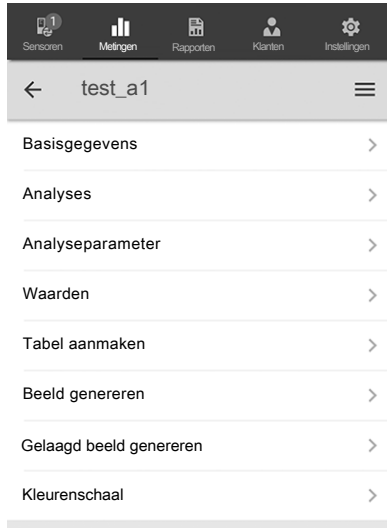 1
Sensoren Metingen Rapporten Klanten Instellingen
test_a1
Basisgegevens
Analyses
Analyseparameter
Waarden
Tabel aanmaken
Beeld genereren
Gelaagd beeld genereren
Kleurenschaal